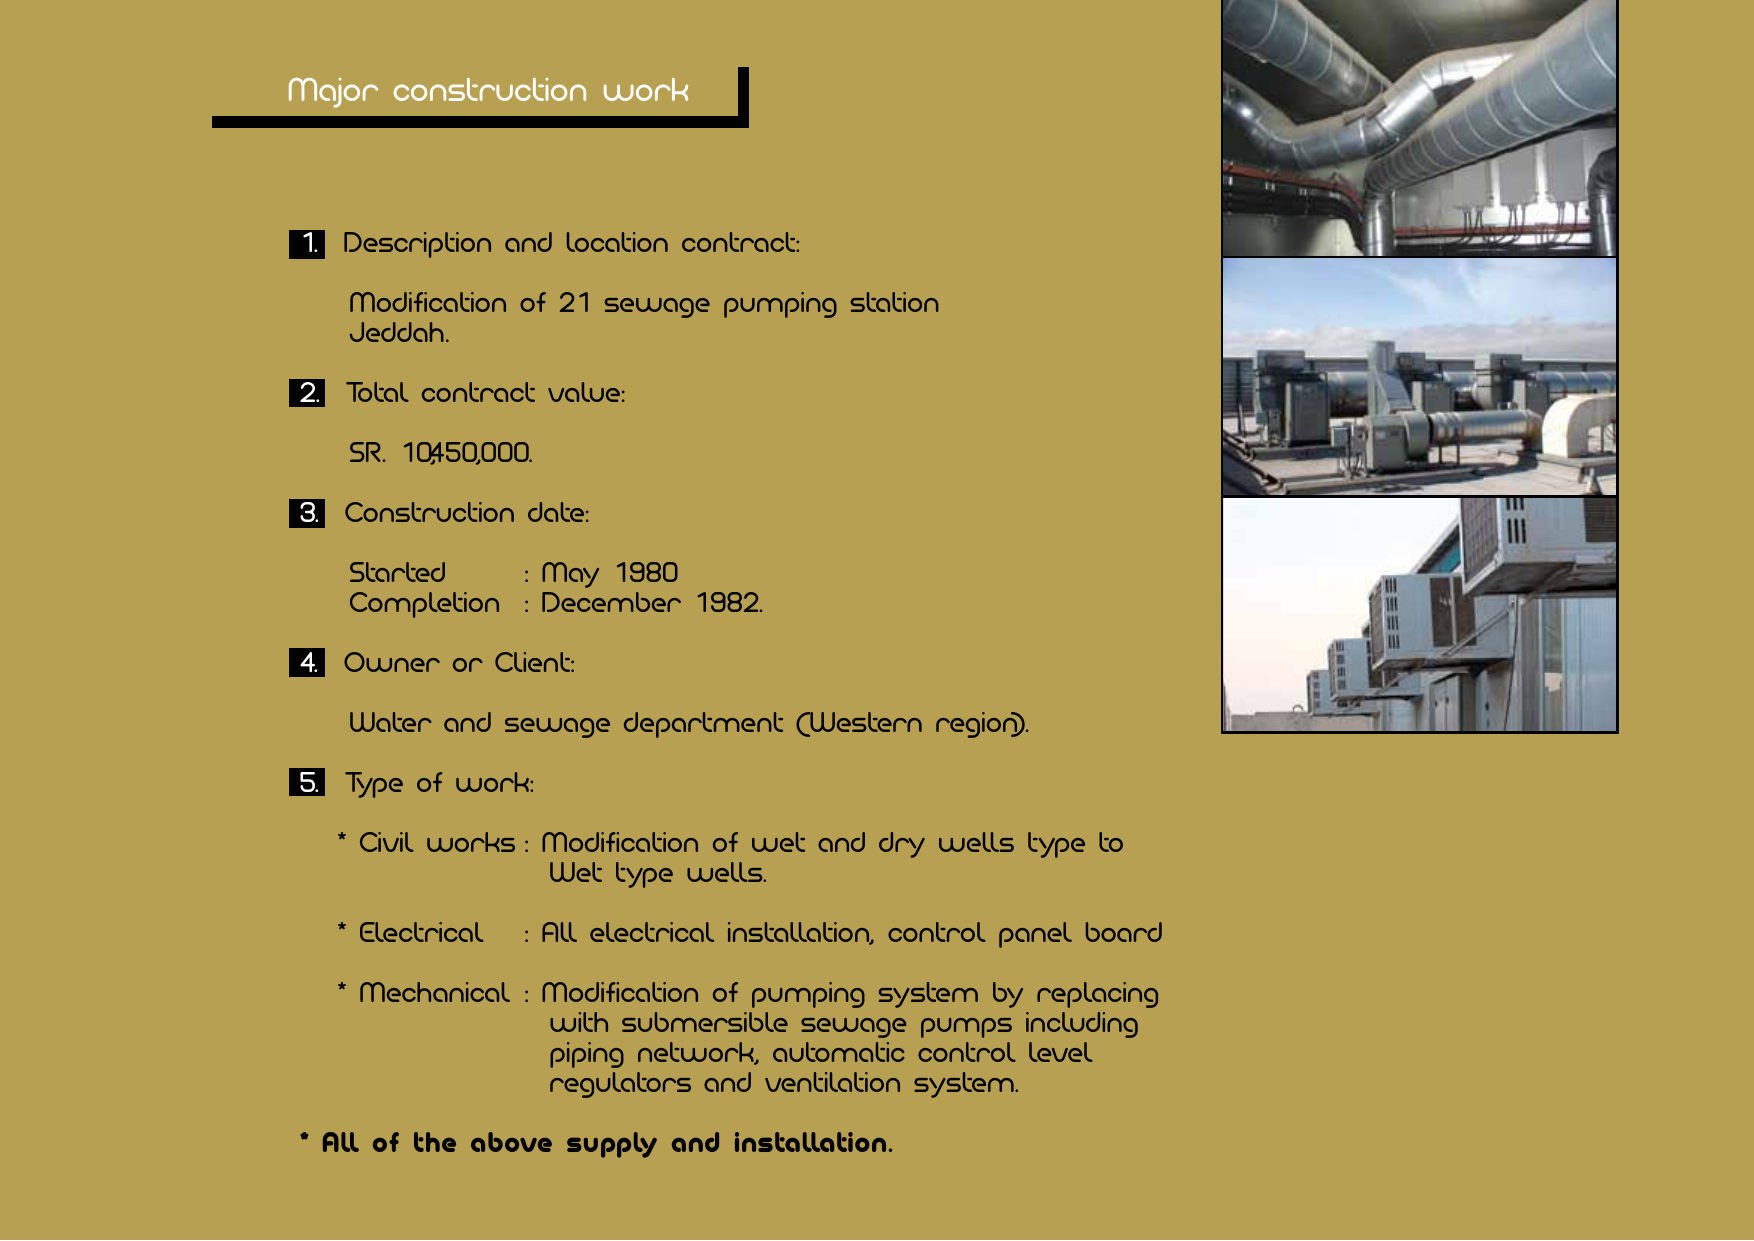 Major construction work
1. Description and location contract:
Modification of 21 sewage pumping station
Jeddah.
2. Total contract value:
SR. 10,450,000.
3. Construction date:
Started : May 1980
Completion : December 1982.
4. Owner or Client:
Water and sewage department (Western region).
5. Type of work:
* Civil works : Modification of wet and dry wells type to
Wet type wells.
* Electrical : All electrical installation, control panel board
* Mechanical : Modification of pumping system by replacing
with submersible sewage pumps including
piping network, automatic control level
regulators and ventilation system.
* All of the above supply and installation.